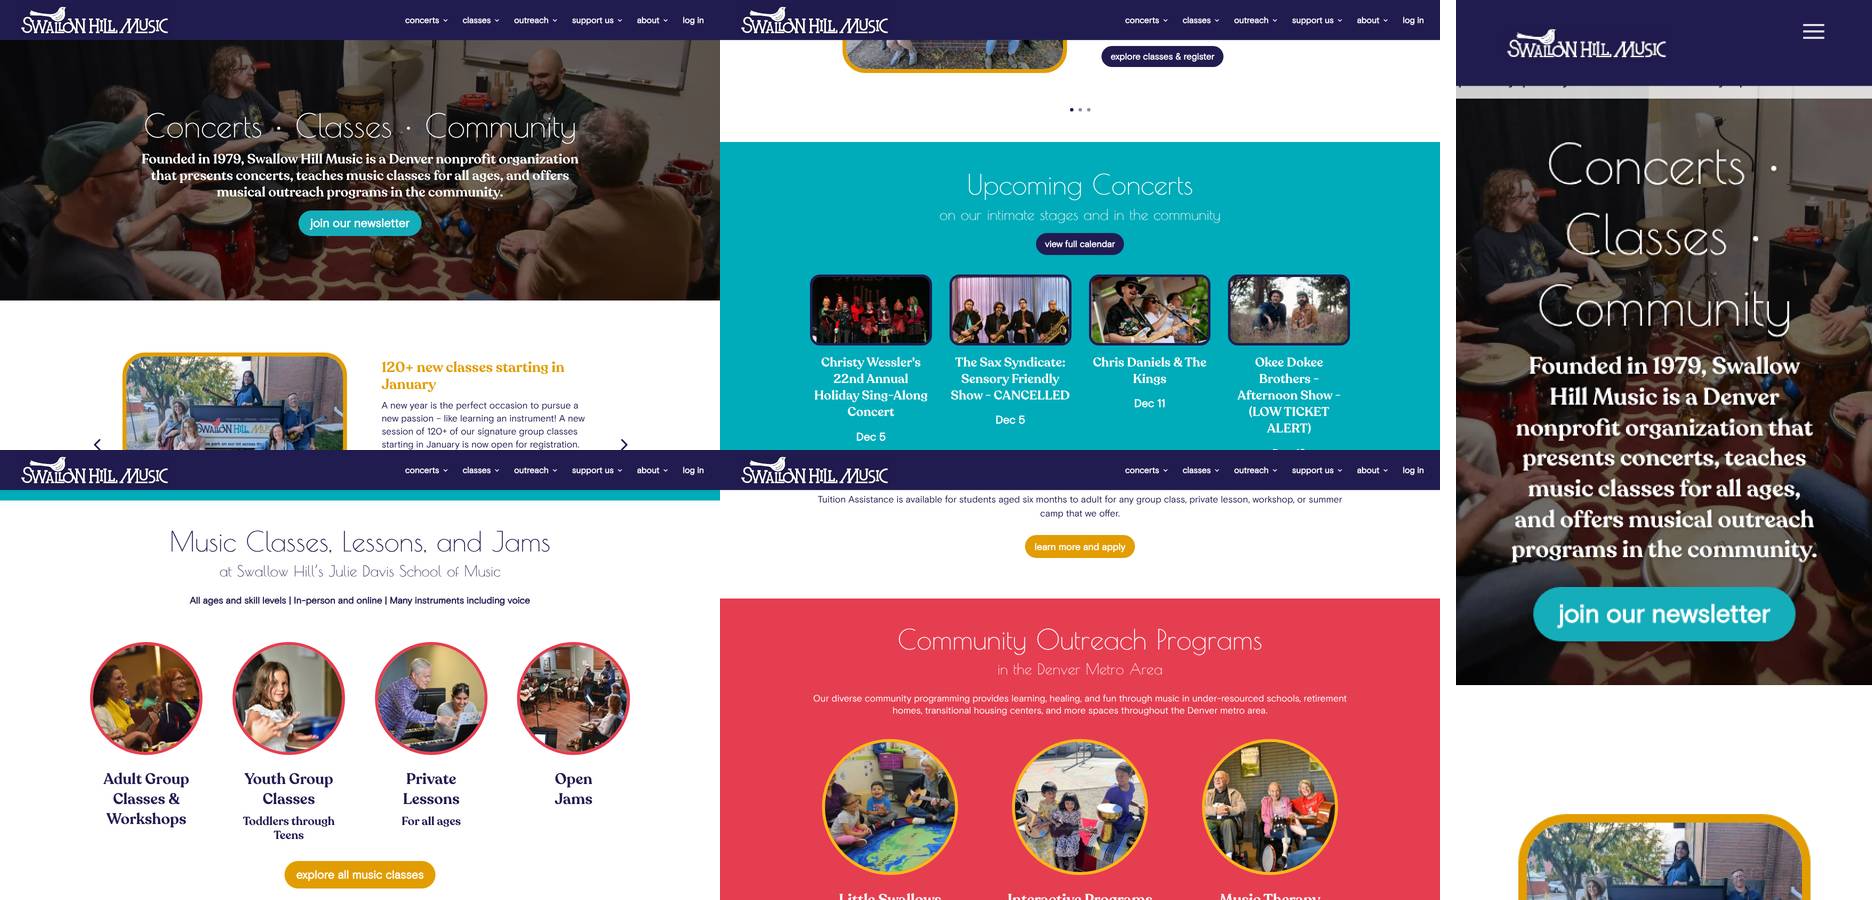 SWALLOW HILL MUSIC
concerts
classes
outreach
support us
about
log in
Concerts · Classes · Community
Founded in 1979, Swallow Hill Music is a Denver nonprofit organization
that presents concerts, teaches music classes for all ages, and offers
musical outreach programs in the community.
join our newsletter
120+ new classes starting in
January
A new year is the perfect occasion to pursue a
new passion – like learning an instrument! A new
session of 120+ of our signature group classes
starting in January is now open for registration.
SWALLOW HILL MUSIC
concerts
classes
outreach
support us
about
log in
explore classes & register
Upcoming Concerts
on our intimate stages and in the community
view full calendar
Christy Wessler's
22nd Annual
Holiday Sing-Along
Concert
Dec 5
The Sax Syndicate:
Sensory Friendly
Show – CANCELLED
Dec 5
Chris Daniels & The
Kings
Dec 11
Okee Dokee
Brothers –
Afternoon Show –
(LOW TICKET
ALERT)
SWALLOW HILL MUSIC
concerts
classes
outreach
support us
about
log in
Music Classes, Lessons, and Jams
at Swallow Hill's Julie Davis School of Music
All ages and skill levels | In-person and online | Many instruments including voice
Adult Group
Classes &
Workshops
Youth Group
Classes
Toddlers through
Teens
Private
Lessons
For all ages
Open
Jams
explore all music classes
SWALLOW HILL MUSIC
concerts
classes
outreach
support us
about
log in
Tuition Assistance is available for students aged six months to adult for any group class, private lesson, workshop, or summer
camp that we offer.
learn more and apply
Community Outreach Programs
in the Denver Metro Area
Our diverse community programming provides learning, healing, and fun through music in under-resourced schools, retirement
homes, transitional housing centers, and more spaces throughout the Denver metro area.
Little Swallows
Interactive Programs
Music Therapy
SWALLOW HILL MUSIC
Concerts ·
Classes ·
Community
Founded in 1979, Swallow
Hill Music is a Denver
nonprofit organization that
presents concerts, teaches
music classes for all ages,
and offers musical outreach
programs in the community.
join our newsletter